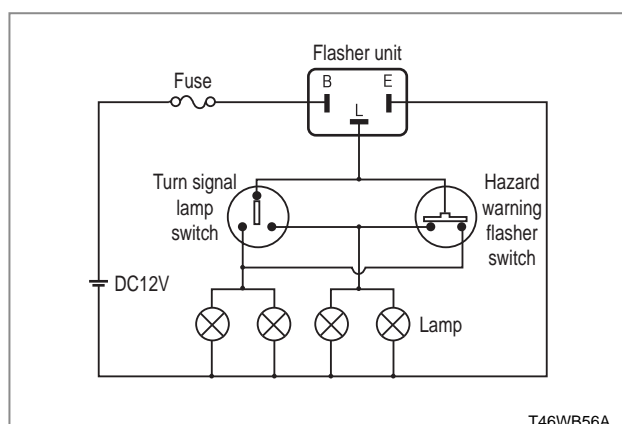 Flasher unit
Fuse
B
E
L
Turn signal
lamp
switch
Hazard
warning
flasher
switch
DC12V
Lamp
T46WB56A